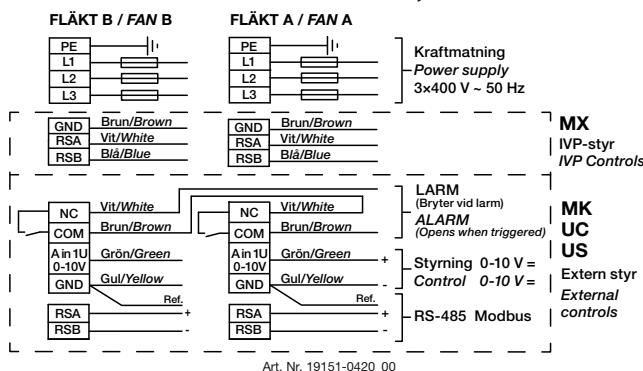 FLÄKT B / FAN B FLÄKT A / FAN A
PE PE
L1 L1
L2 L2
L3 L3
Kraftmatning
Power supply
3×400 V ~ 50 Hz
GND Brun/Brown GND Brun/Brown
RSA Vit/White RSA Vit/White
RSB Blå/Blue RSB Blå/Blue
MX
IVP-styr
IVP Controls
NC Vit/White NC Vit/White
COM Brun/Brown COM Brun/Brown
LARM
(Bryter vid larm)
ALARM
(Opens when triggered)
A in 1U Grön/Green A in 1U Grön/Green +
0-10V 0-10V
GND Gul/Yellow GND Gul/Yellow -
Styrning 0-10 V =
Control 0-10 V =
Ref. Ref.
RSA + RSA +
RSB - RSB -
RS-485 Modbus
MK
UC
US
Extern styr
External
controls
Art. Nr. 19151-0420_00